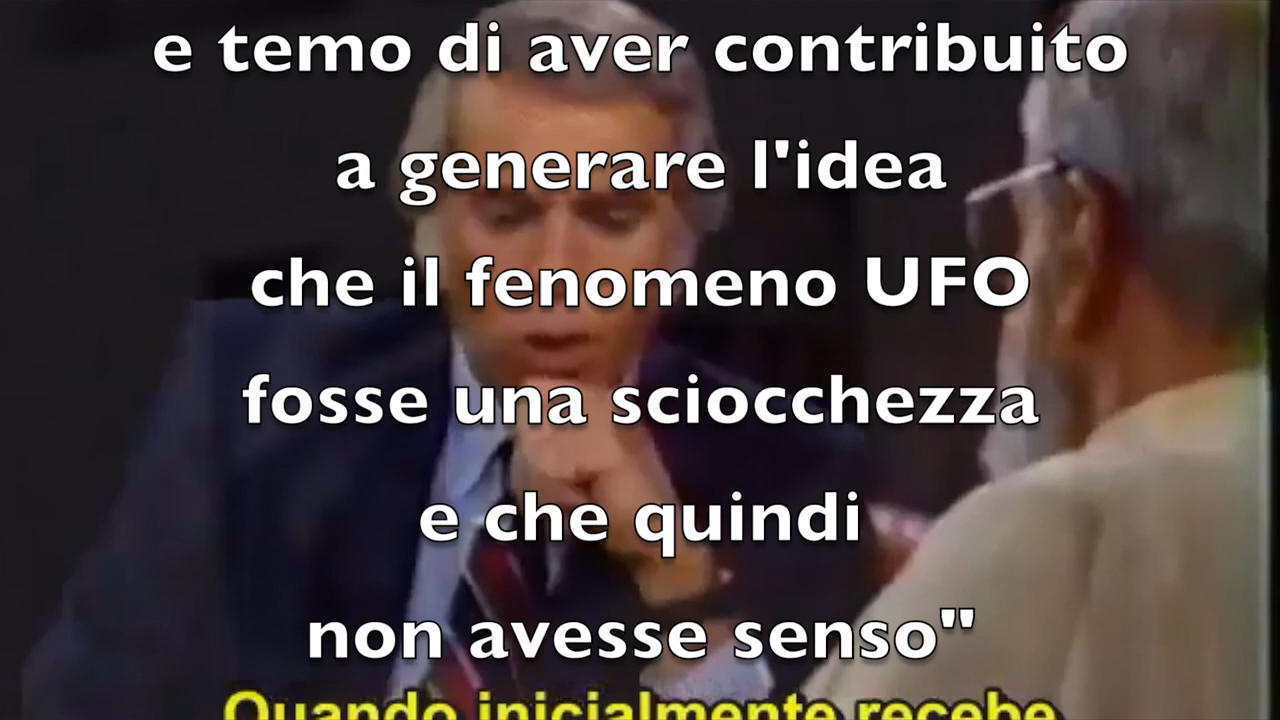 e temo di aver contribuito
a generare l'idea
che il fenomeno UFO
fosse una sciocchezza
e che quindi
non avesse senso"
Quando inicialmente recebe